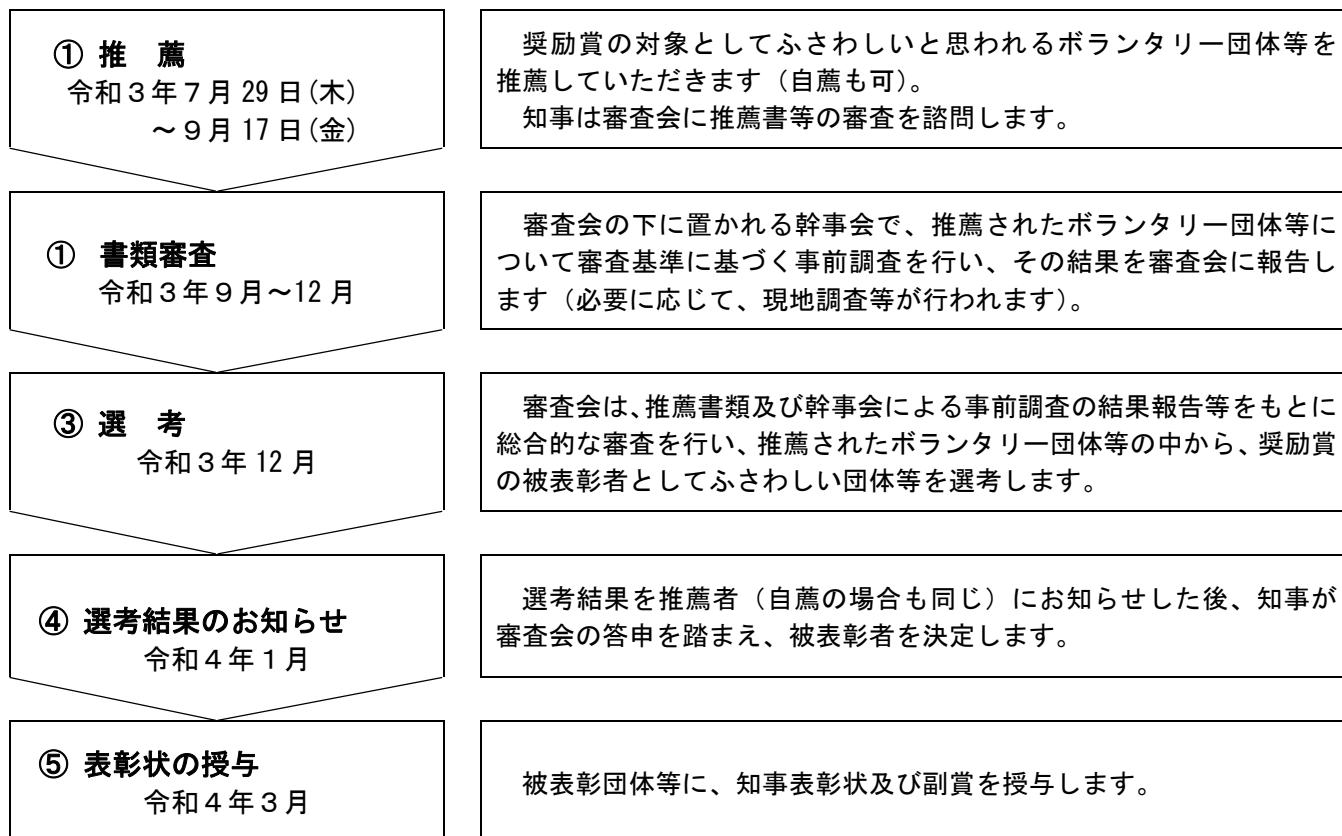 ① 推　薦
令和３年７月 29 日(木)
～９月 17 日(金)
奨励賞の対象としてふさわしいと思われるボランタリー団体等を
推薦していただきます（自薦も可）。
知事は審査会に推薦書等の審査を諮問します。
①　書類審査
令和３年９月～12 月
審査会の下に置かれる幹事会で、推薦されたボランタリー団体等に
ついて審査基準に基づく事前調査を行い、その結果を審査会に報告し
ます（必要に応じて、現地調査等が行われます）。
③ 選　考
令和３年 12 月
審査会は、推薦書類及び幹事会による事前調査の結果報告等をもとに
総合的な審査を行い、推薦されたボランタリー団体等の中から、奨励賞
の被表彰者としてふさわしい団体等を選考します。
④ 選考結果のお知らせ
令和４年１月
選考結果を推薦者（自薦の場合も同じ）にお知らせした後、知事が
審査会の答申を踏まえ、被表彰者を決定します。
⑤ 表彰状の授与
令和４年３月
被表彰団体等に、知事表彰状及び副賞を授与します。